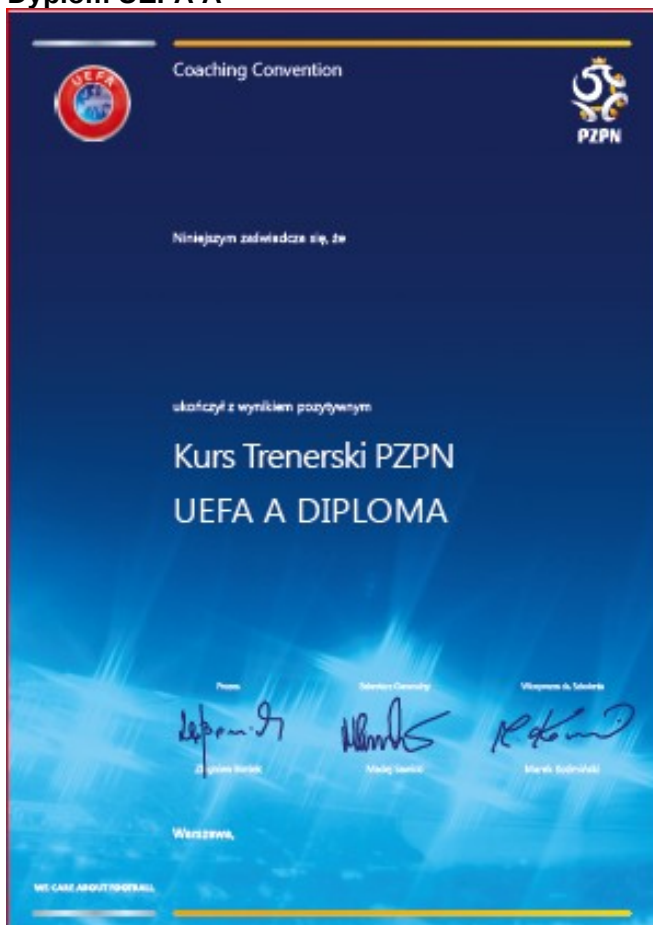 Dyplom UEFA A
UEFA
Coaching Convention
PZPN
Niniejszym zaświadcza się, że
ukończył z wynikiem pozytywnym
Kurs Trenerski PZPN
UEFA A DIPLOMA
Prezes
Sekretarz Generalny
Wiceprezes ds. Szkolenia
Zbigniew Boniek
Maciej Sawicki
Marek Koźmiński
Warszawa,
WE CARE ABOUT FOOTBALL